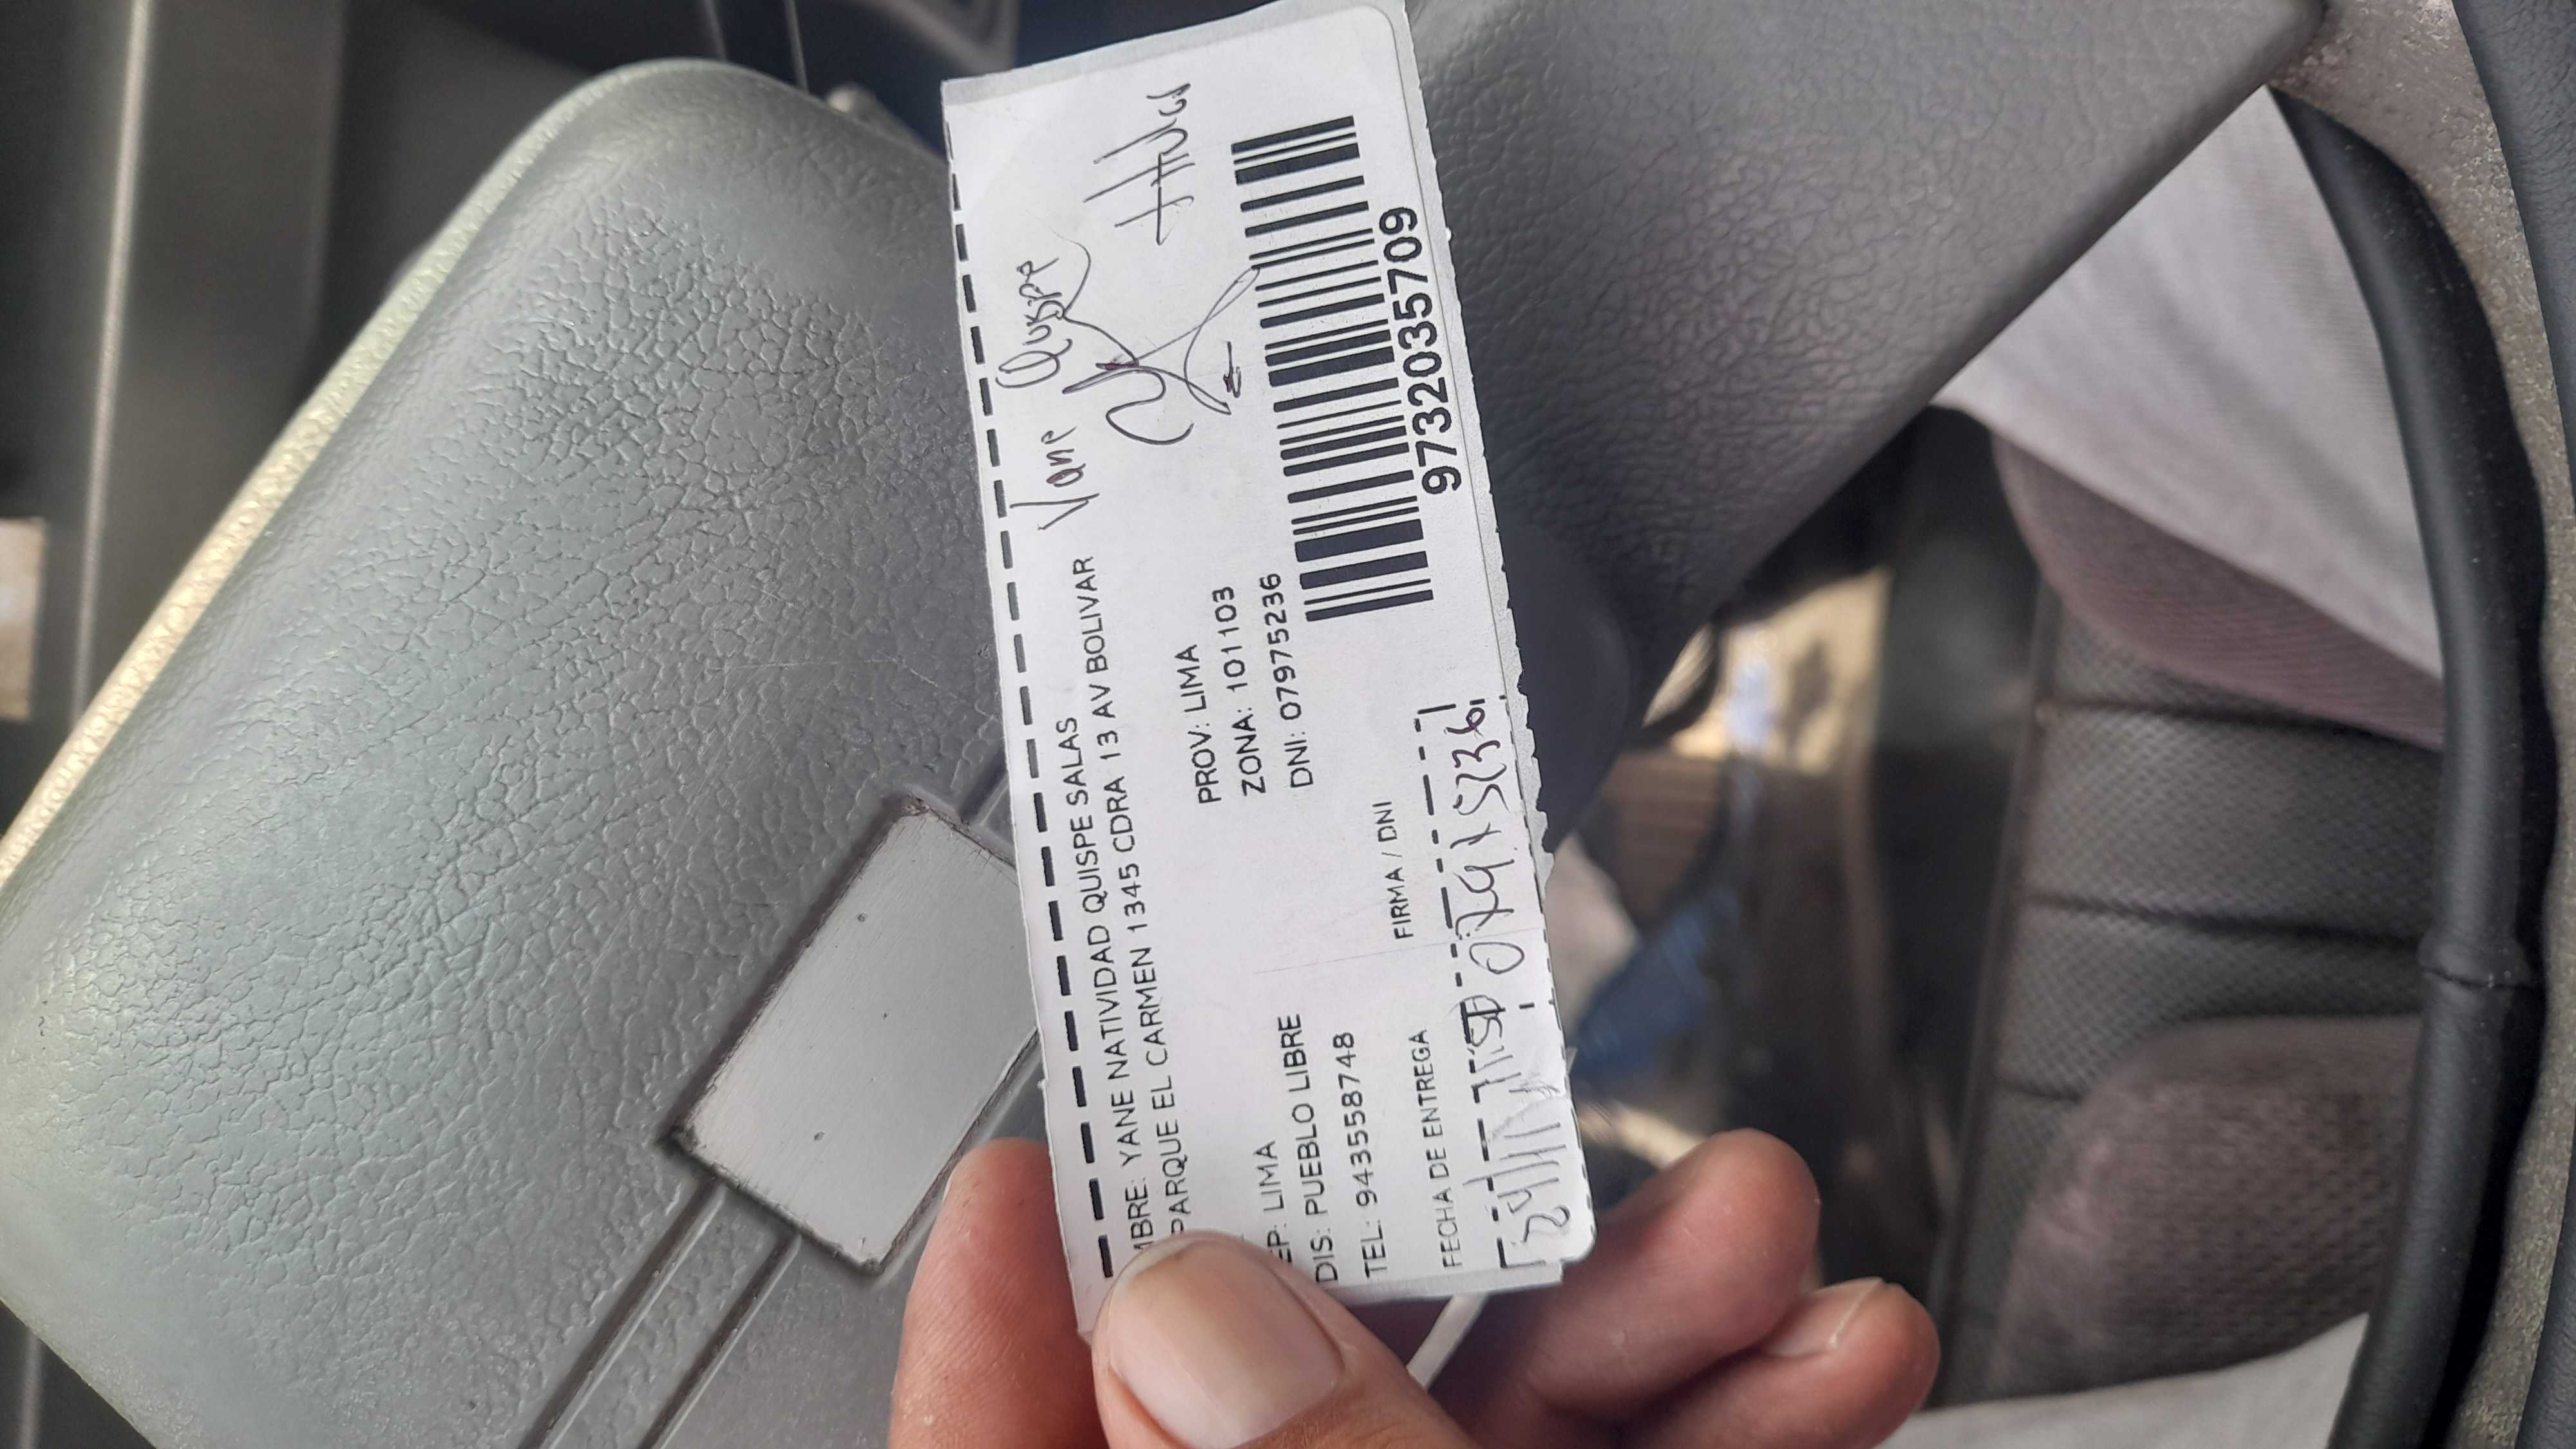 MBRE: YANE NATIVIDAD QUISPE SALAS
PARQUE EL CARMEN 1345 CDRA 13 AV BOLIVAR
Yane Quispe
EP: LIMA
PROV: LIMA
DIS: PUEBLO LIBRE
ZONA: 101103
TEL: 943558748
DNI: 07975236
9732035709
FECHA DE ENTREGA
FIRMA / DNI
07975236